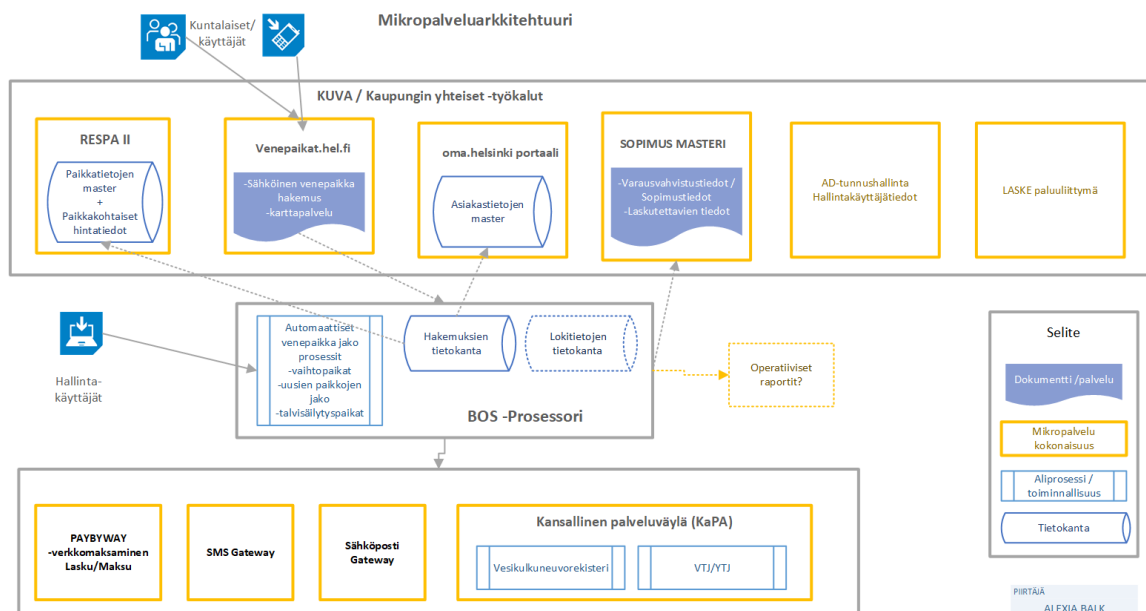 Mikropalveluarkkitehtuuri
Kuntalaiset/
käyttäjät
KUVA / Kaupungin yhteiset -työkalut
RESPA II
Paikkatietojen
master
+
Paikkakohtaiset
hintatiedot
Venepaikat.hel.fi
-Sähköinen venepaikka
hakemus
-karttapalvelu
oma.helsinki portaali
Asiakastietojen
master
SOPIMUS MASTERI
-Varausvahvistustiedot /
Sopimustiedot
-Laskutettavien tiedot
AD-tunnushallinta
Hallintakäyttäjätiedot
LASKE paluuliittymä
Hallinta-
käyttäjät
Automaattiset
venepaikka jako
prosessit
-vaihtopaikat
-uusien paikkojen
jako
-talvisäilytyspaikat
Hakemuksien
tietokanta
Lokitietojen
tietokanta
BOS -Prosessori
Operatiiviset
raportit?
Selite
Dokumentti /palvelu
Mikropalvelu
kokonaisuus
Aliprosessi /
toiminnallisuus
Tietokanta
PAYBYWAY
-verkkomaksaminen
Lasku/Maksu
SMS Gateway
Sähköposti
Gateway
Kansallinen palveluväylä (KaPA)
Vesikulkuneuvorekisteri
VTJ/YTJ
PIIRTÄJÄ
ALEXIA BALK